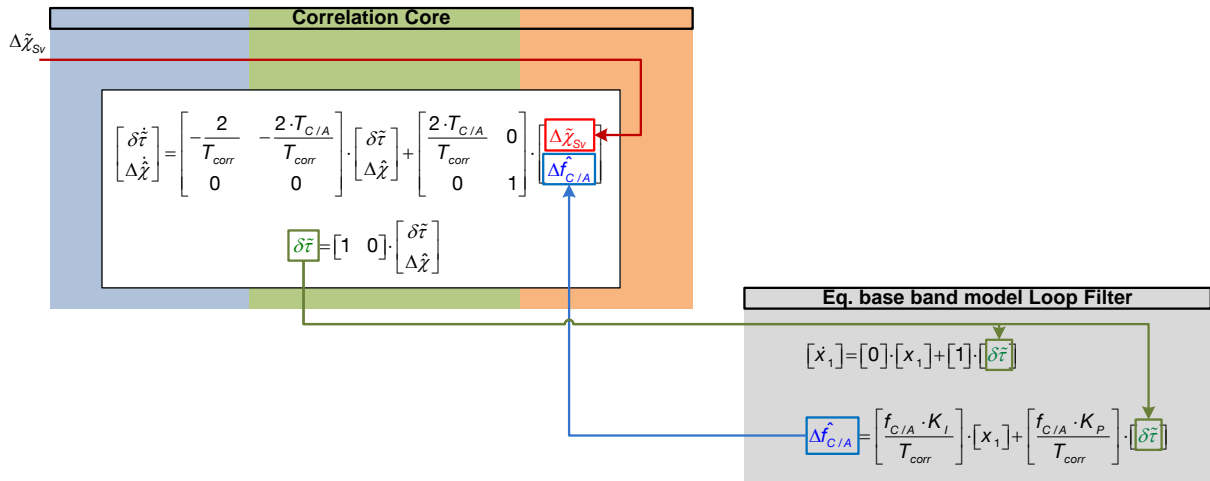 Correlation Core
Δχ̃_Sv
[δτ̃̇ ; Δχ̂̇] = [−2/T_corr  −2·T_C/A/T_corr ; 0  0] · [δτ̃ ; Δχ̂] + [2·T_C/A/T_corr  0 ; 0  1] · [Δχ̃_Sv ; Δf̂_C/A]
δτ̃ = [1  0] · [δτ̃ ; Δχ̂]
Eq. base band model Loop Filter
[ẋ_1] = [0] · [x_1] + [1] · [δτ̃]
Δf̂_C/A = [f_C/A · K_I / T_corr] · [x_1] + [f_C/A · K_P / T_corr] · [δτ̃]